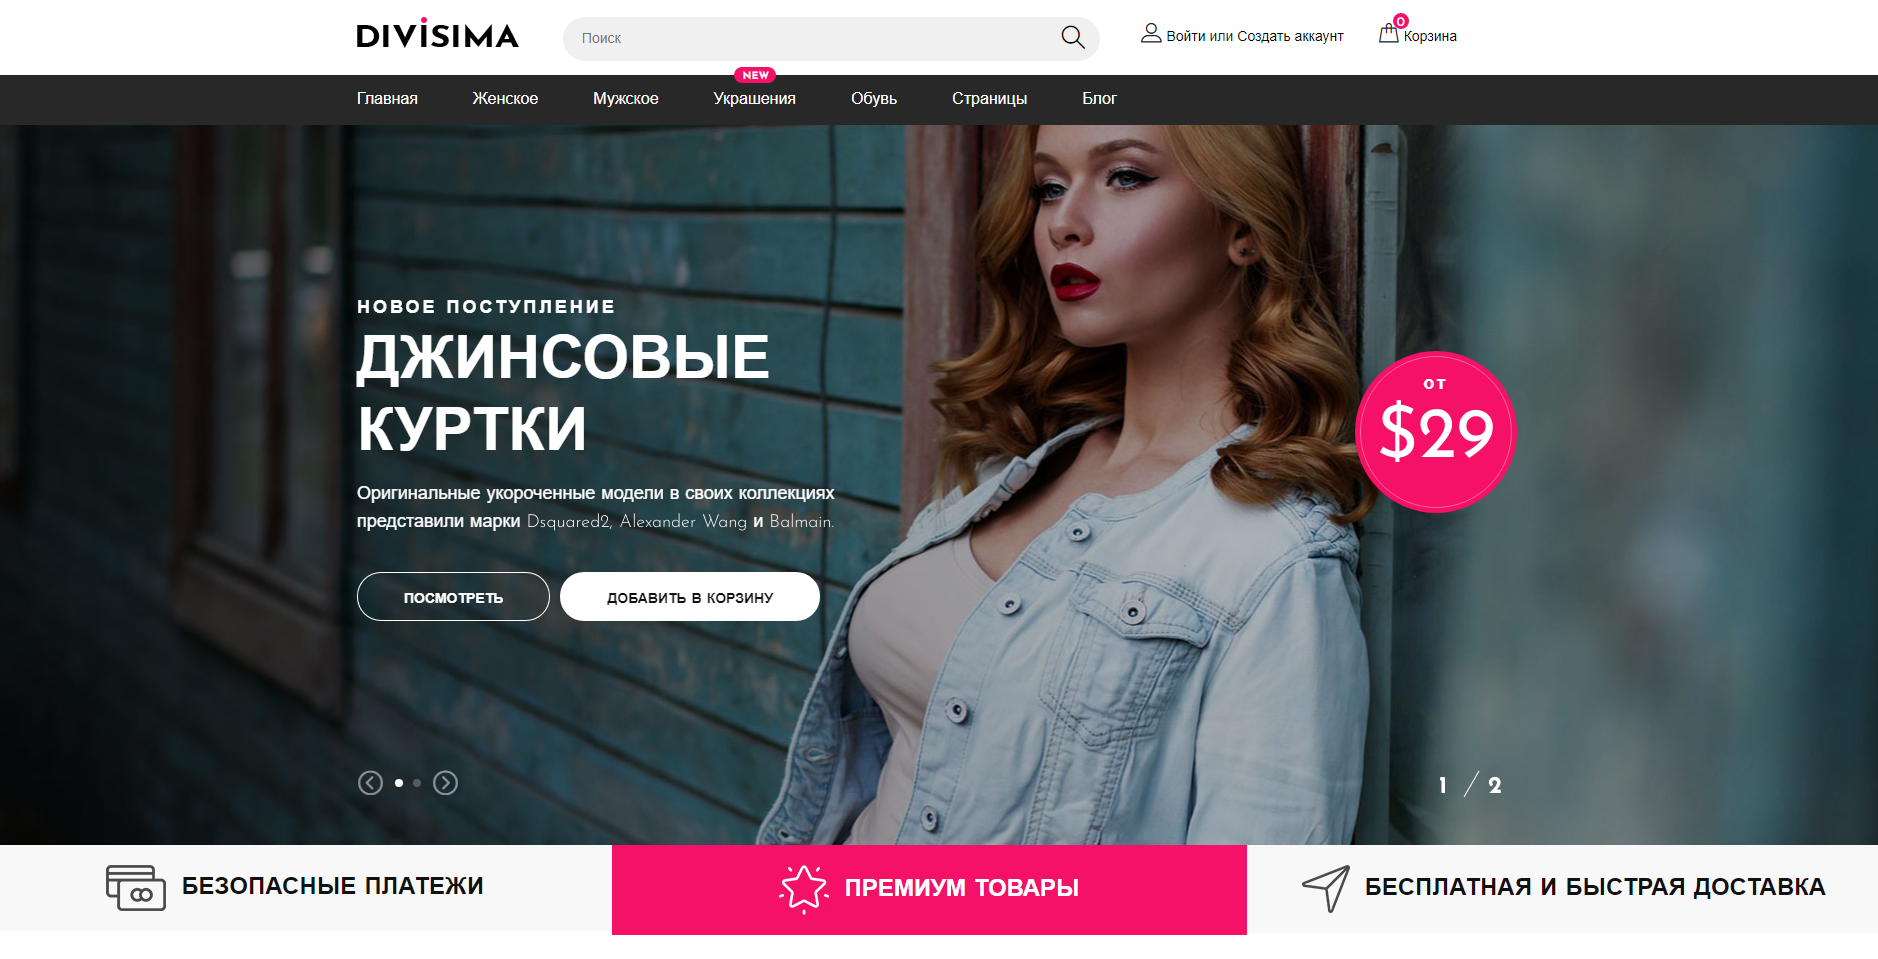 DIVISIMA
Поиск
Войти или Создать аккаунт
0
Корзина
NEW
Главная Женское Мужское Украшения Обувь Страницы Блог
НОВОЕ ПОСТУПЛЕНИЕ
ДЖИНСОВЫЕ
КУРТКИ
Оригинальные укороченные модели в своих коллекциях
представили марки Dsquared2, Alexander Wang и Balmain.
ПОСМОТРЕТЬ ДОБАВИТЬ В КОРЗИНУ
ОТ
$29
1 / 2
БЕЗОПАСНЫЕ ПЛАТЕЖИ
ПРЕМИУМ ТОВАРЫ
БЕСПЛАТНАЯ И БЫСТРАЯ ДОСТАВКА